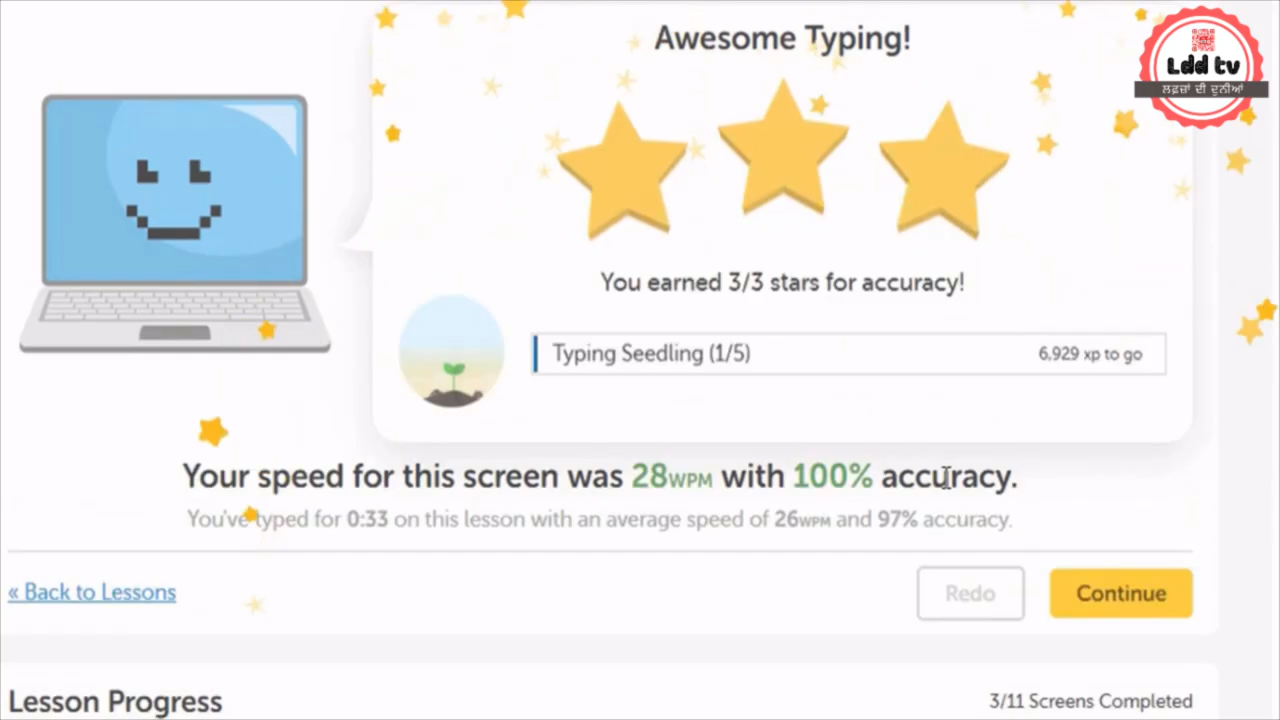 Awesome Typing!
Ldd tv
ਲਫ਼ਜ਼ਾਂ ਦੀ ਦੁਨੀਆਂ
You earned 3/3 stars for accuracy!
Typing Seedling (1/5)
6,929 xp to go
Your speed for this screen was 28WPM with 100% accuracy.
You've typed for 0:33 on this lesson with an average speed of 26WPM and 97% accuracy.
« Back to Lessons
Redo
Continue
Lesson Progress
3/11 Screens Completed